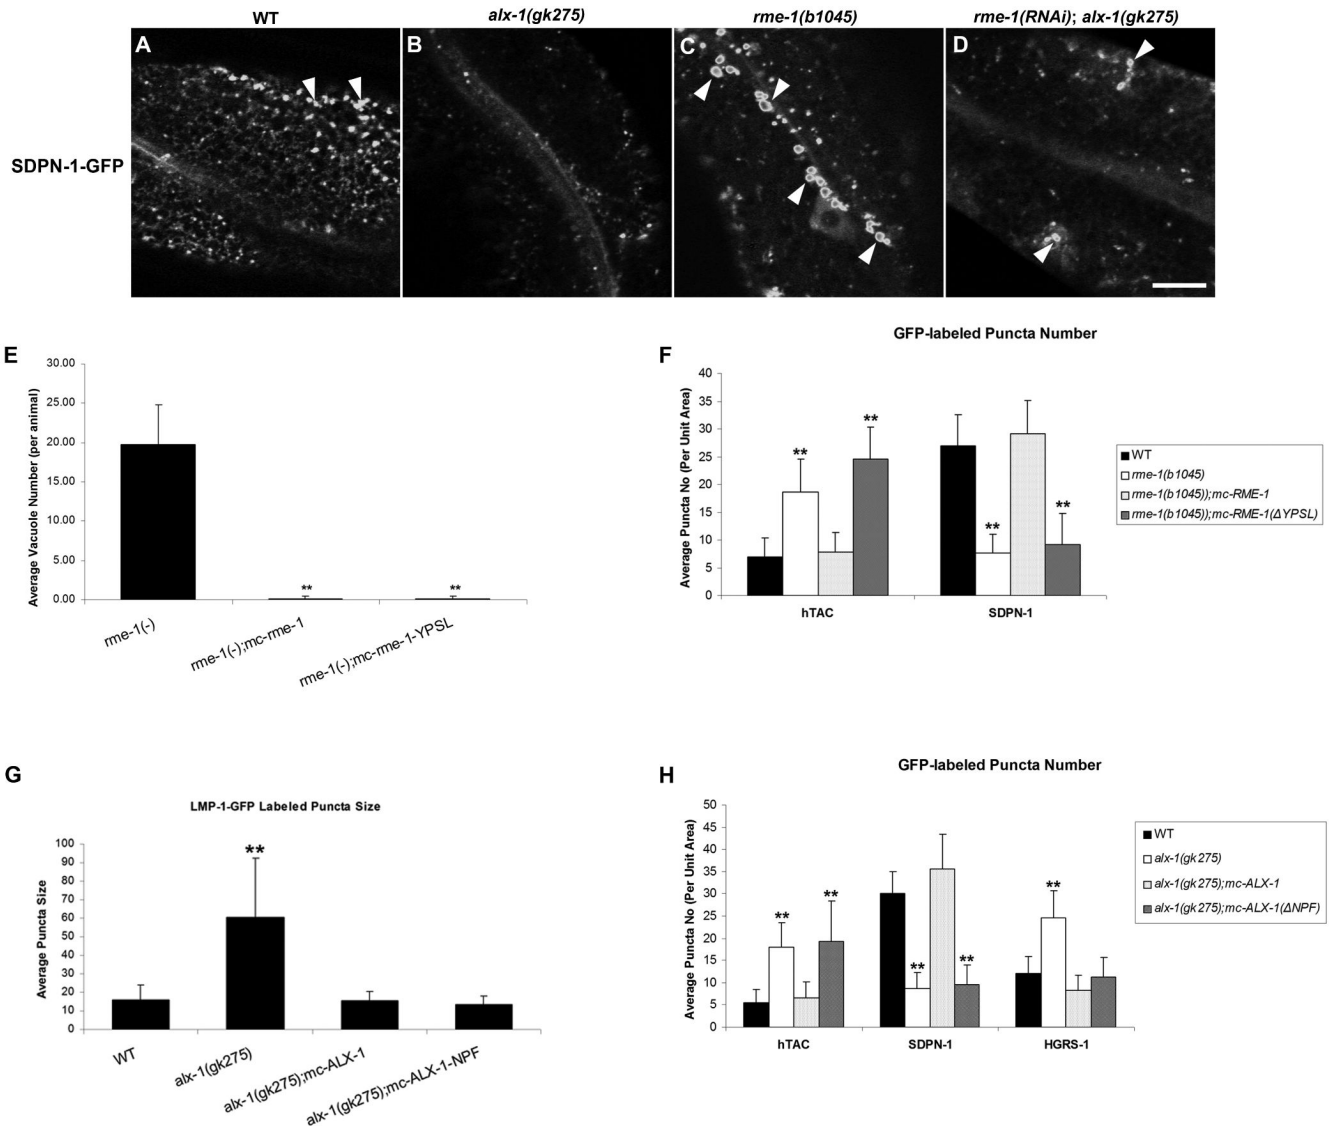 WT
alx-1(gk275)
rme-1(b1045)
rme-1(RNAi); alx-1(gk275)
A
B
C
D
SDPN-1-GFP
E
30.00
25.00
20.00
15.00
10.00
5.00
0.00
Average Vacuole Number (per animal)
**
**
rme-1(-)
rme-1(-);mc-rme-1
rme-1(-);mc-rme-1-YPSL
F
GFP-labeled Puncta Number
40
35
30
25
20
15
10
5
0
Average Puncta No (Per Unit Area)
**
**
**
**
hTAC
SDPN-1
WT
rme-1(b1045)
rme-1(b1045));mc-RME-1
rme-1(b1045));mc-RME-1(ΔYPSL)
G
LMP-1-GFP Labeled Puncta Size
100
90
80
70
60
50
40
30
20
10
0
Average Puncta Size
**
WT
alx-1(gk275)
alx-1(gk275);mc-ALX-1
alx-1(gk275);mc-ALX-1-NPF
H
GFP-labeled Puncta Number
50
45
40
35
30
25
20
15
10
5
0
Average Puncta No (Per Unit Area)
**
**
**
**
**
hTAC
SDPN-1
HGRS-1
WT
alx-1(gk275)
alx-1(gk275);mc-ALX-1
alx-1(gk275);mc-ALX-1(ΔNPF)